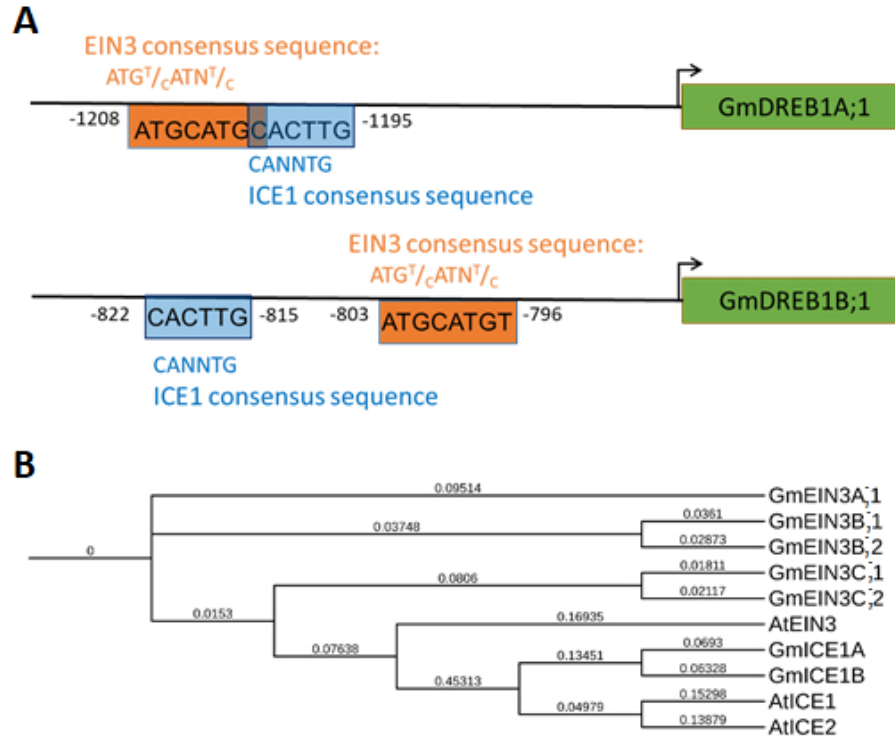 A
EIN3 consensus sequence:
ATGᵀ/cATNᵀ/c
-1208 ATGCATGCACTTG -1195 GmDREB1A;1
CANNTG
ICE1 consensus sequence
EIN3 consensus sequence:
ATGᵀ/cATNᵀ/c
-822 CACTTG -815 -803 ATGCATGT -796 GmDREB1B;1
CANNTG
ICE1 consensus sequence
B
0.09514 GmEIN3A;1
0.0361 GmEIN3B;1
0.03748
0.02873 GmEIN3B;2
0
0.01811 GmEIN3C;1
0.0806
0.02117 GmEIN3C;2
0.0153
0.16935 AtEIN3
0.07638
0.0693 GmICE1A
0.13451
0.06328 GmICE1B
0.45313
0.15298 AtICE1
0.04979
0.13879 AtICE2